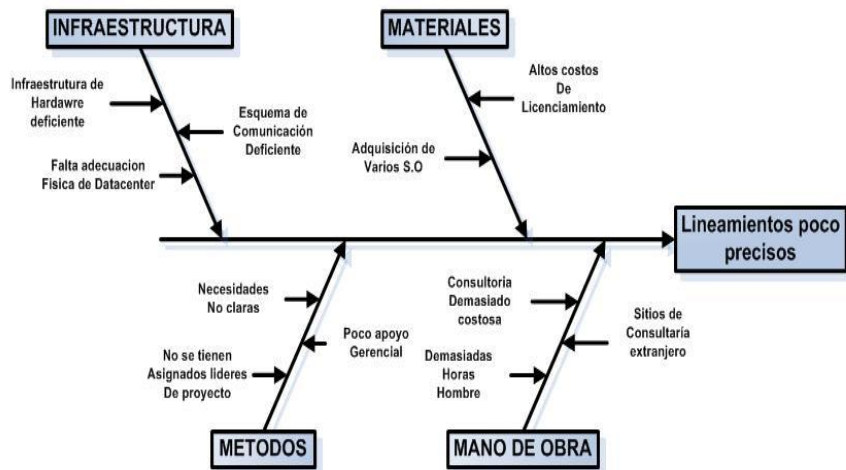 INFRAESTRUCTURA
MATERIALES
Infraestrutura de
Hardawre
deficiente
Esquema de
Comunicación
Deficiente
Falta adecuacion
Fisica de Datacenter
Altos costos
De
Licenciamiento
Adquisición de
Varios S.O
Lineamientos poco
precisos
Necesidades
No claras
Poco apoyo
Gerencial
No se tienen
Asignados lideres
De proyecto
Consultoria
Demasiado
costosa
Sitios de
Consultaría
extranjero
Demasiadas
Horas
Hombre
METODOS
MANO DE OBRA